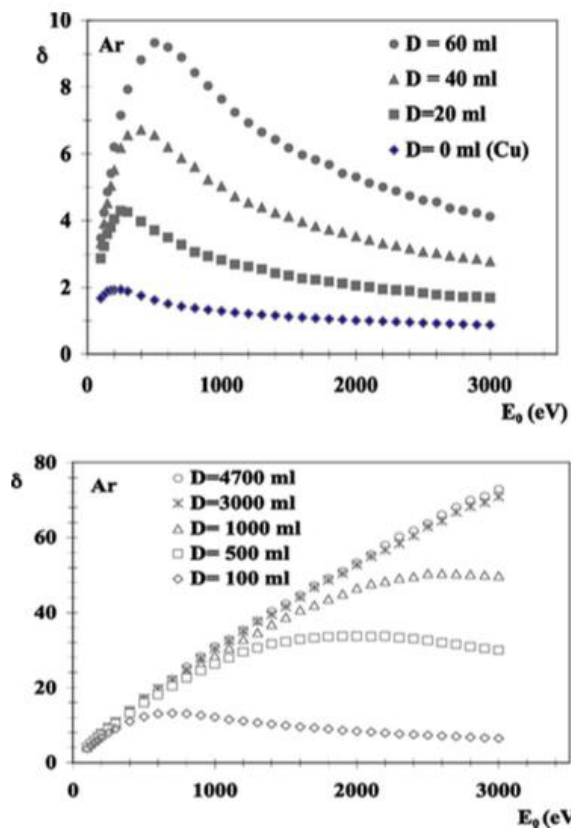 10
δ
Ar
D = 60 ml
D = 40 ml
D=20 ml
D= 0 ml (Cu)
8
6
4
2
0
0
1000
2000
3000
E₀ (eV)
80
δ
Ar
D=4700 ml
D=3000 ml
D= 1000 ml
D= 500 ml
D= 100 ml
60
40
20
0
0
1000
2000
3000
E₀ (eV)